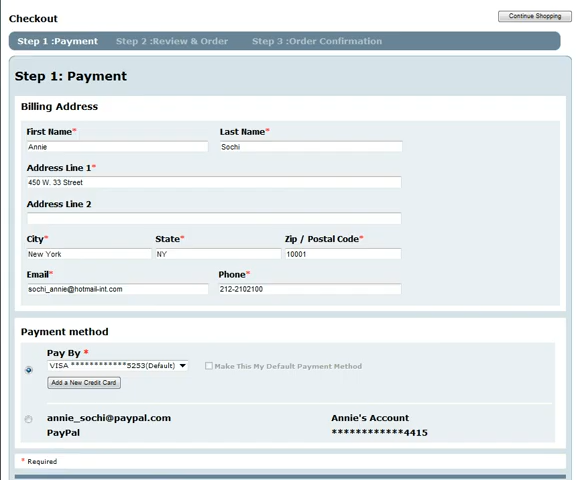 Checkout
Continue Shopping
Step 1 :Payment Step 2 :Review & Order Step 3 :Order Confirmation
Step 1: Payment
Billing Address
First Name* Last Name*
Annie Sochi
Address Line 1*
450 W. 33 Street
Address Line 2
City* State* Zip / Postal Code*
New York NY 10001
Email* Phone*
sochi_annie@hotmail-int.com 212-2102100
Payment method
Pay By *
VISA ************5253(Default) Make This My Default Payment Method
Add a New Credit Card
annie_sochi@paypal.com Annie's Account
PayPal ************4415
* Required